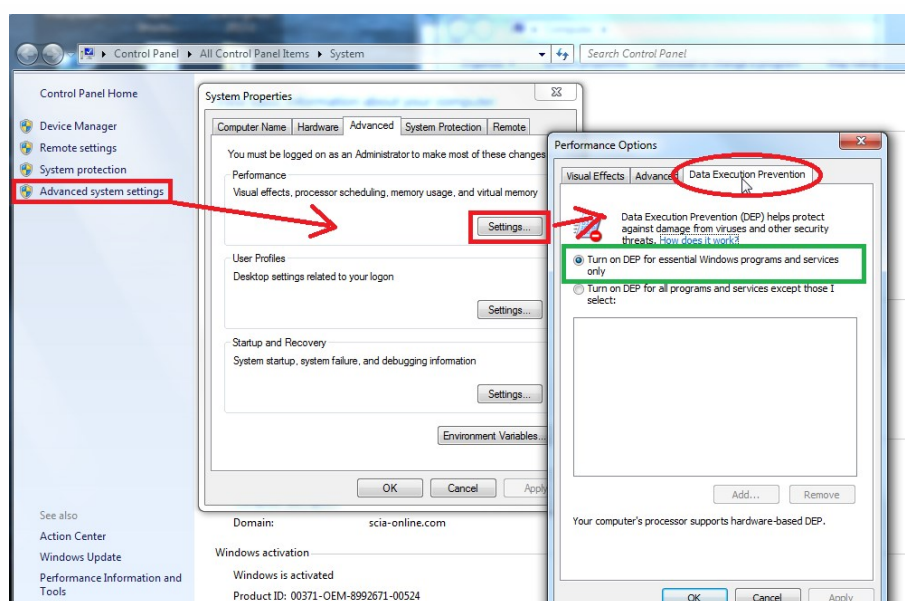 Control Panel ▸ All Control Panel Items ▸ System
Search Control Panel
Control Panel Home
Device Manager
Remote settings
System protection
Advanced system settings
See also
Action Center
Windows Update
Performance Information and
Tools
System Properties
Computer Name
Hardware
Advanced
System Protection
Remote
You must be logged on as an Administrator to make most of these changes
Performance
Visual effects, processor scheduling, memory usage, and virtual memory
Settings...
User Profiles
Desktop settings related to your logon
Settings...
Startup and Recovery
System startup, system failure, and debugging information
Settings...
Environment Variables...
OK
Cancel
Apply
Domain: scia-online.com
Windows activation
Windows is activated
Product ID: 00371-OEM-8992671-00524
Performance Options
Visual Effects
Advanced
Data Execution Prevention
Data Execution Prevention (DEP) helps protect
against damage from viruses and other security
threats. How does it work?
Turn on DEP for essential Windows programs and services
only
Turn on DEP for all programs and services except those I
select:
Add...
Remove
Your computer's processor supports hardware-based DEP.
OK
Cancel
Apply